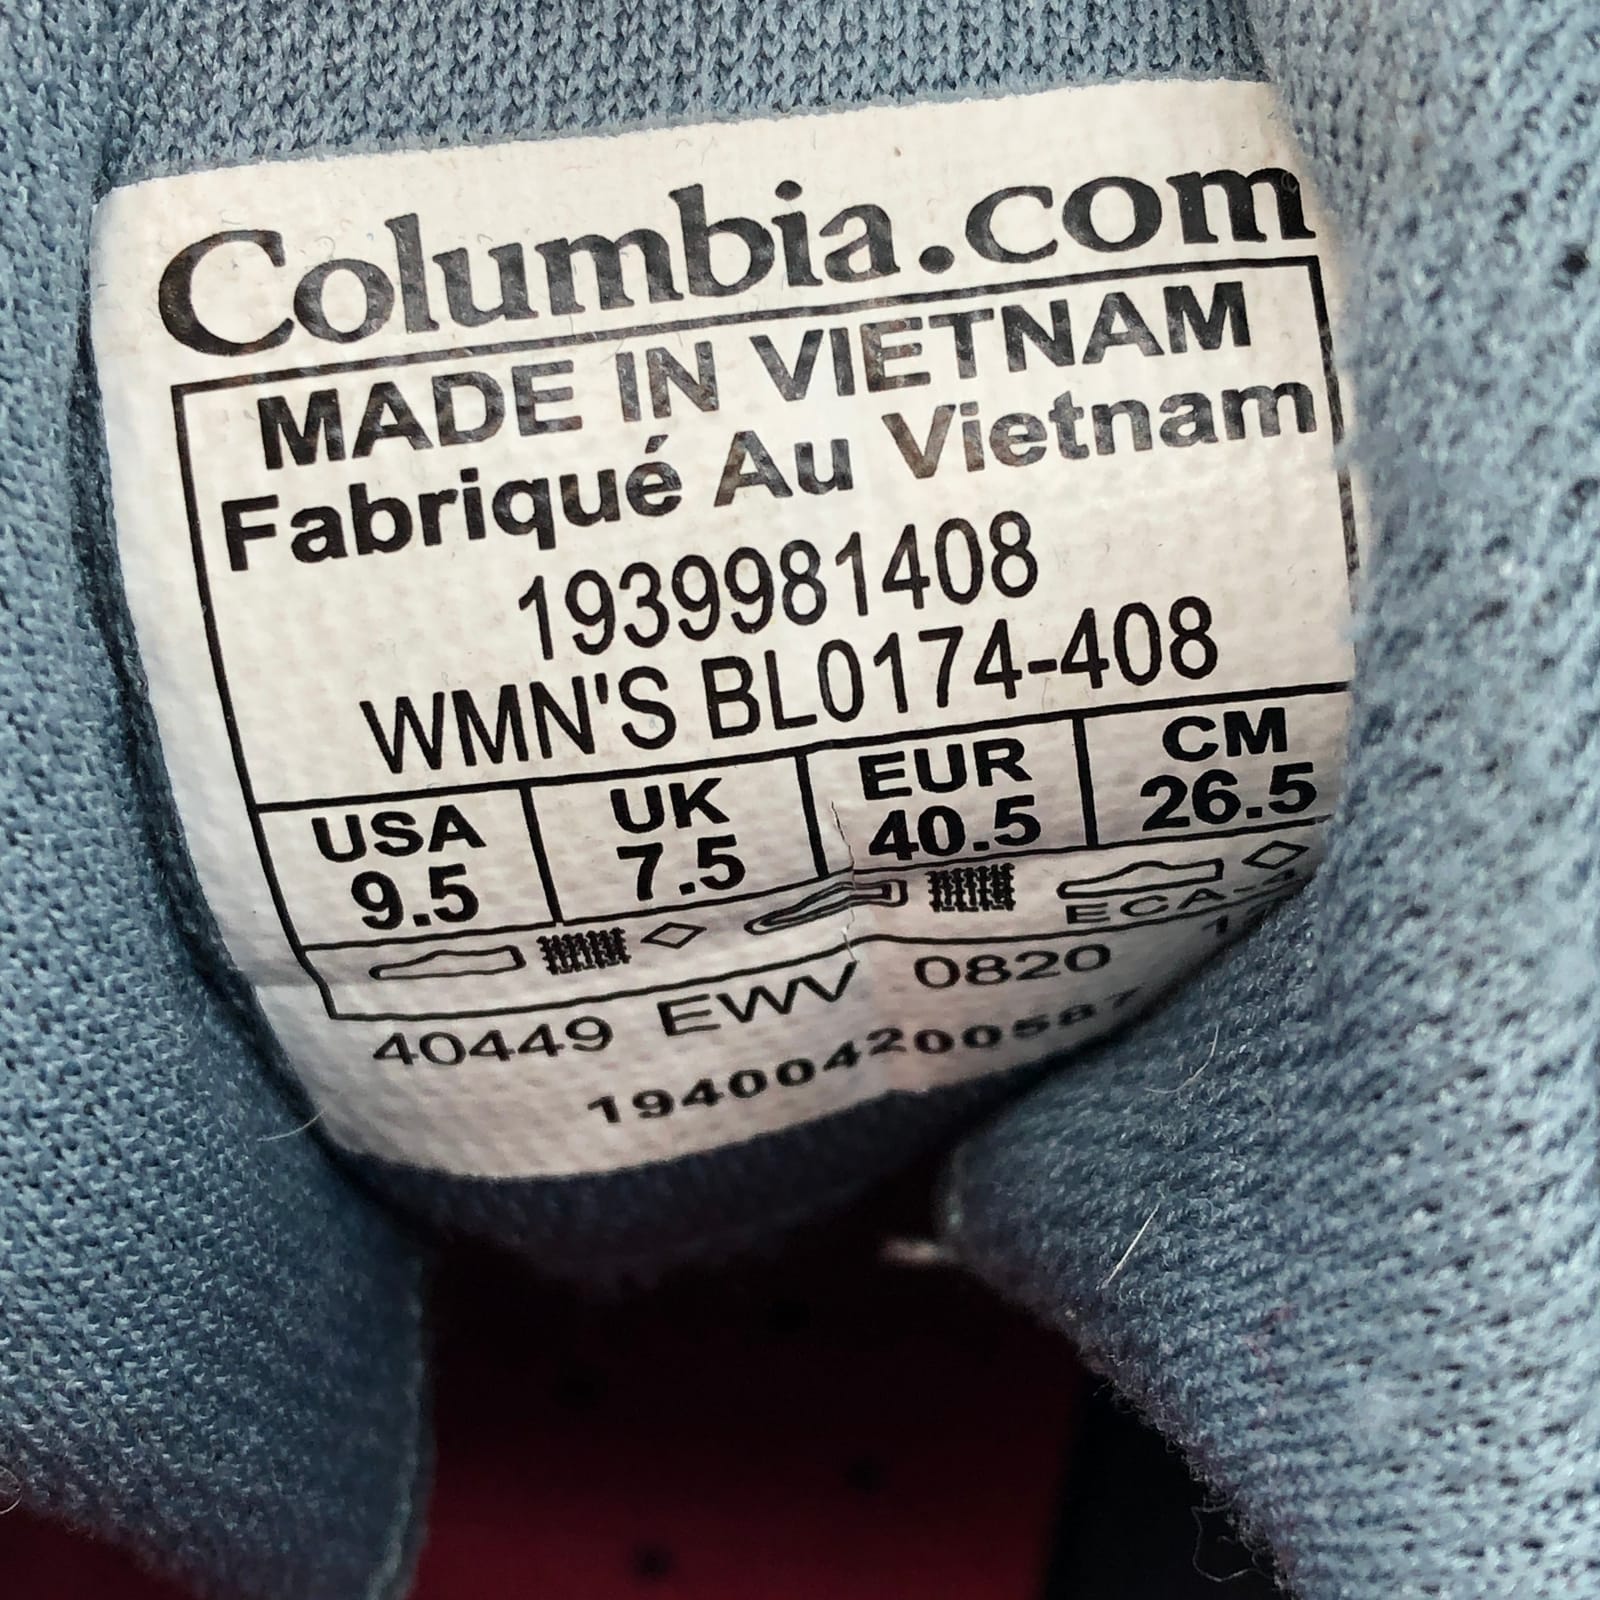 Columbia.com
MADE IN VIETNAM
Fabriqué Au Vietnam
1939981408
WMN'S BL0174-408
USA UK EUR CM
9.5 7.5 40.5 26.5
40449 EWV 0820